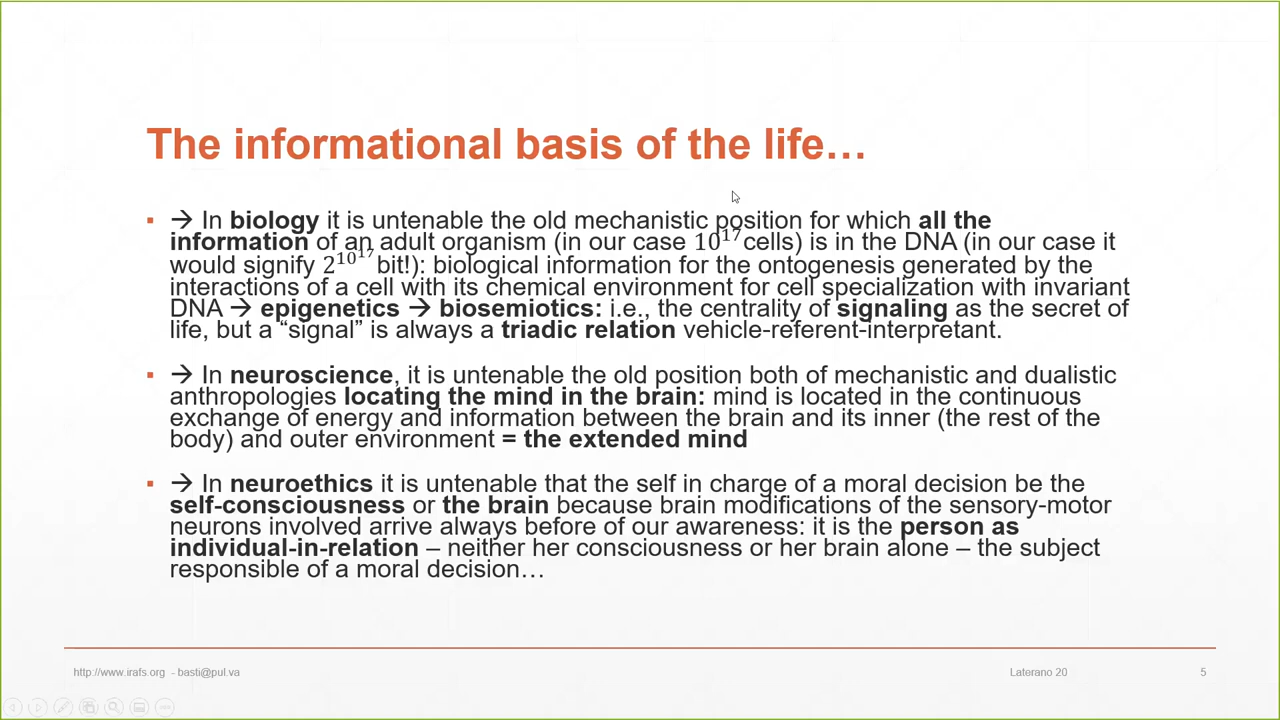 The informational basis of the life…
▪ → In biology it is untenable the old mechanistic position for which all the
information of an adult organism (in our case 10¹⁷cells) is in the DNA (in our case it
would signify 2^10^17 bit!): biological information for the ontogenesis generated by the
interactions of a cell with its chemical environment for cell specialization with invariant
DNA → epigenetics → biosemiotics: i.e., the centrality of signaling as the secret of
life, but a “signal” is always a triadic relation vehicle-referent-interpretant.
▪ → In neuroscience, it is untenable the old position both of mechanistic and dualistic
anthropologies locating the mind in the brain: mind is located in the continuous
exchange of energy and information between the brain and its inner (the rest of the
body) and outer environment = the extended mind
▪ → In neuroethics it is untenable that the self in charge of a moral decision be the
self-consciousness or the brain because brain modifications of the sensory-motor
neurons involved arrive always before of our awareness: it is the person as
individual-in-relation – neither her consciousness or her brain alone – the subject
responsible of a moral decision…
http://www.irafs.org - basti@pul.va
Laterano 20
5